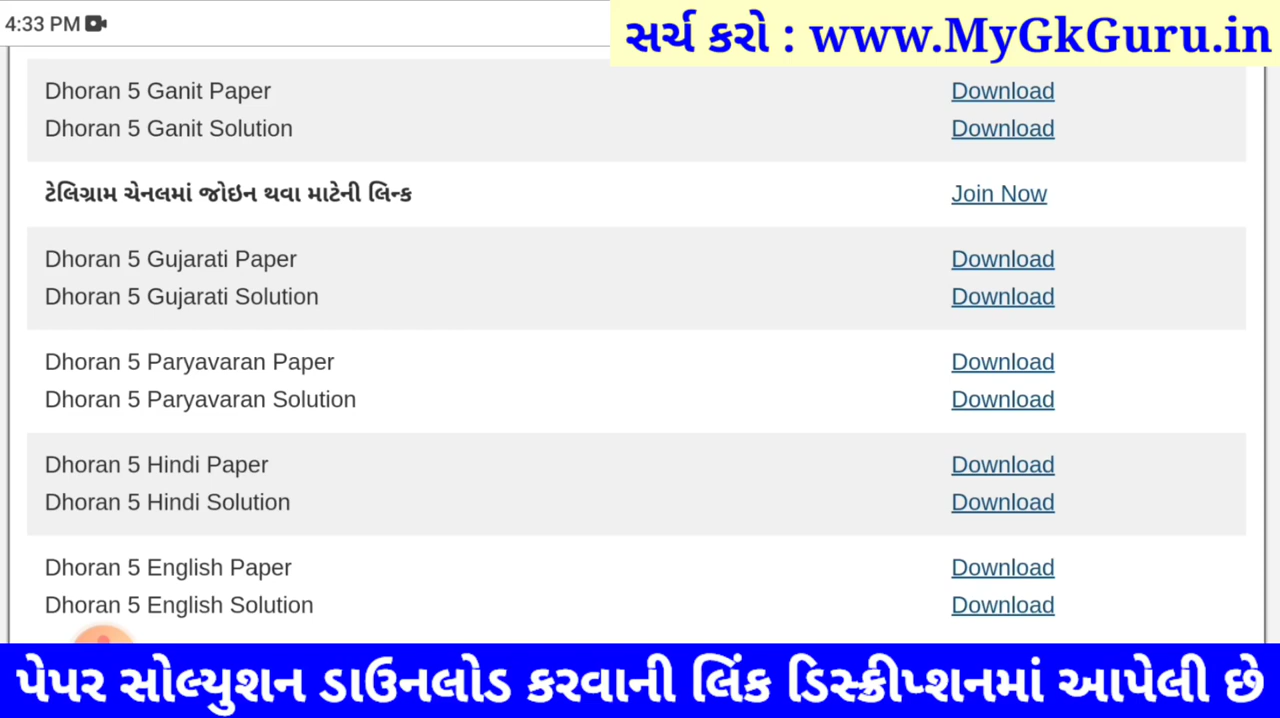 4:33 PM
સર્ચ કરો : www.MyGkGuru.in
Dhoran 5 Ganit Paper Download
Dhoran 5 Ganit Solution Download
ટેલિગ્રામ ચેનલમાં જોઇન થવા માટેની લિન્ક Join Now
Dhoran 5 Gujarati Paper Download
Dhoran 5 Gujarati Solution Download
Dhoran 5 Paryavaran Paper Download
Dhoran 5 Paryavaran Solution Download
Dhoran 5 Hindi Paper Download
Dhoran 5 Hindi Solution Download
Dhoran 5 English Paper Download
Dhoran 5 English Solution Download
પેપર સોલ્યુશન ડાઉનલોડ કરવાની લિંક ડિસ્ક્રીપ્શનમાં આપેલી છે